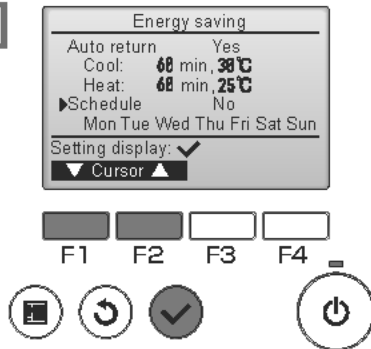 Energy saving
Auto return Yes
Cool: 60 min, 30℃
Heat: 60 min, 25℃
▶Schedule No
Mon Tue Wed Thu Fri Sat Sun
Setting display: ✔
▼ Cursor ▲
F1 F2 F3 F4